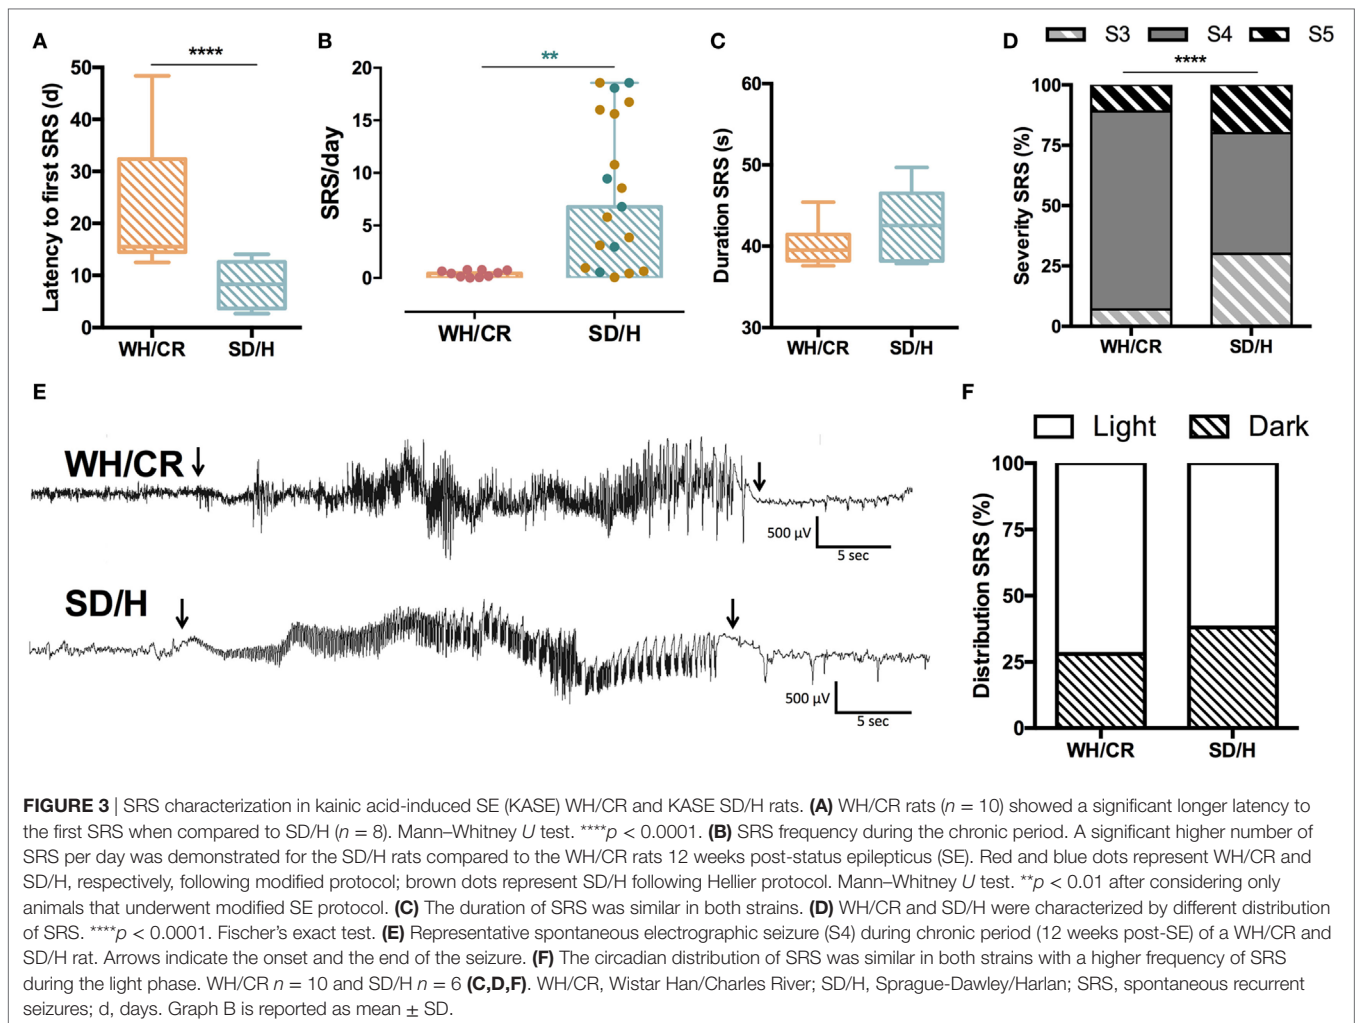 A
****
Latency to first SRS (d)
50
40
30
20
10
0
WH/CR
SD/H
B
**
SRS/day
20
15
10
5
0
WH/CR
SD/H
C
Duration SRS (s)
60
50
40
30
WH/CR
SD/H
D
S3
S4
S5
****
Severity SRS (%)
100
75
50
25
0
WH/CR
SD/H
E
WH/CR
500 µV
5 sec
SD/H
500 µV
5 sec
F
Light
Dark
Distribution SRS (%)
100
75
50
25
0
WH/CR
SD/H
FIGURE 3 | SRS characterization in kainic acid-induced SE (KASE) WH/CR and KASE SD/H rats. (A) WH/CR rats (n = 10) showed a significant longer latency to
the first SRS when compared to SD/H (n = 8). Mann–Whitney U test. ****p < 0.0001. (B) SRS frequency during the chronic period. A significant higher number of
SRS per day was demonstrated for the SD/H rats compared to the WH/CR rats 12 weeks post-status epilepticus (SE). Red and blue dots represent WH/CR and
SD/H, respectively, following modified protocol; brown dots represent SD/H following Hellier protocol. Mann–Whitney U test. **p < 0.01 after considering only
animals that underwent modified SE protocol. (C) The duration of SRS was similar in both strains. (D) WH/CR and SD/H were characterized by different distribution
of SRS. ****p < 0.0001. Fischer's exact test. (E) Representative spontaneous electrographic seizure (S4) during chronic period (12 weeks post-SE) of a WH/CR and
SD/H rat. Arrows indicate the onset and the end of the seizure. (F) The circadian distribution of SRS was similar in both strains with a higher frequency of SRS
during the light phase. WH/CR n = 10 and SD/H n = 6 (C,D,F). WH/CR, Wistar Han/Charles River; SD/H, Sprague-Dawley/Harlan; SRS, spontaneous recurrent
seizures; d, days. Graph B is reported as mean ± SD.